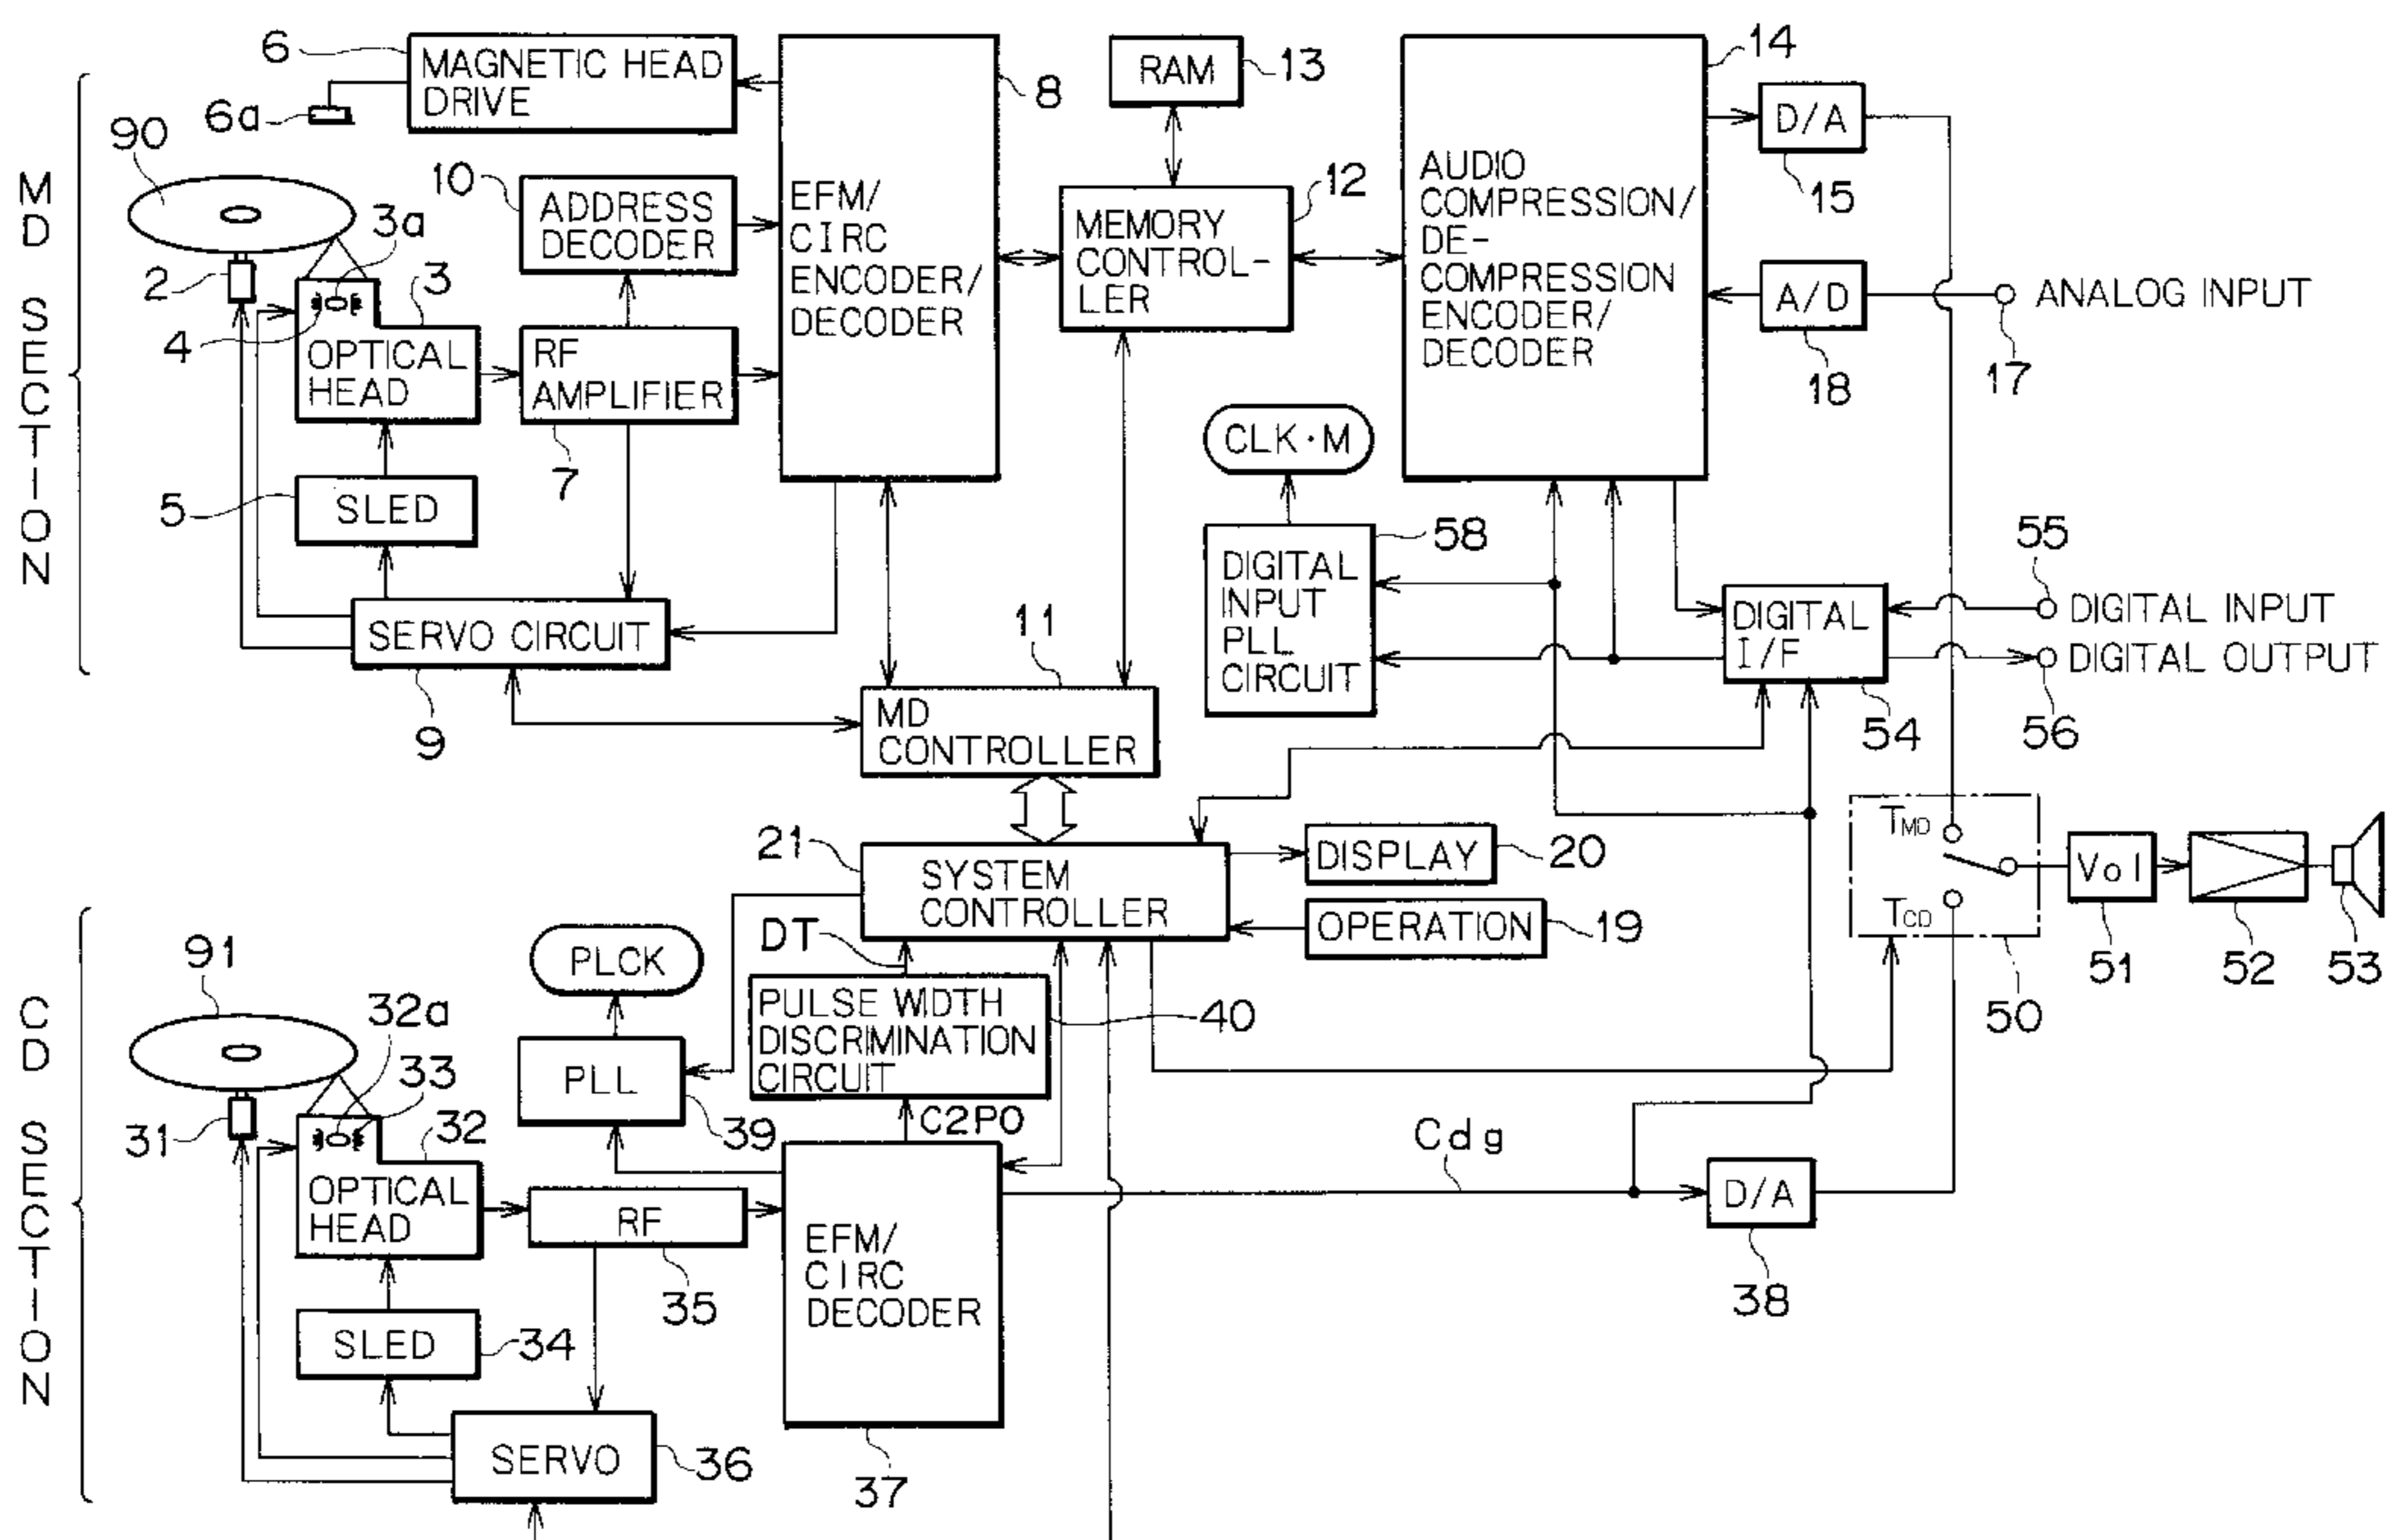 MD SECTION
6
MAGNETIC HEAD
DRIVE
6a
90
10
ADDRESS
DECODER
3a
2
3
4
OPTICAL
HEAD
RF
AMPLIFIER
7
5
SLED
SERVO CIRCUIT
9
EFM/
CIRC
ENCODER/
DECODER
8
RAM
13
12
MEMORY
CONTROL-
LER
14
AUDIO
COMPRESSION/
DE-
COMPRESSION
ENCODER/
DECODER
D/A
15
A/D
18
ANALOG INPUT
17
CLK·M
58
DIGITAL
INPUT
PLL
CIRCUIT
55
DIGITAL
I/F
54
DIGITAL INPUT
DIGITAL OUTPUT
56
11
MD
CONTROLLER
21
SYSTEM
CONTROLLER
DISPLAY
20
OPERATION
19
TMD
TCD
50
Vol
51
52
53
CD SECTION
91
32a
33
31
32
OPTICAL
HEAD
PLCK
PLL
39
DT
PULSE WIDTH
DISCRIMINATION
CIRCUIT
40
C2PO
RF
35
EFM/
CIRC
DECODER
37
Cdg
D/A
38
SLED
34
SERVO
36